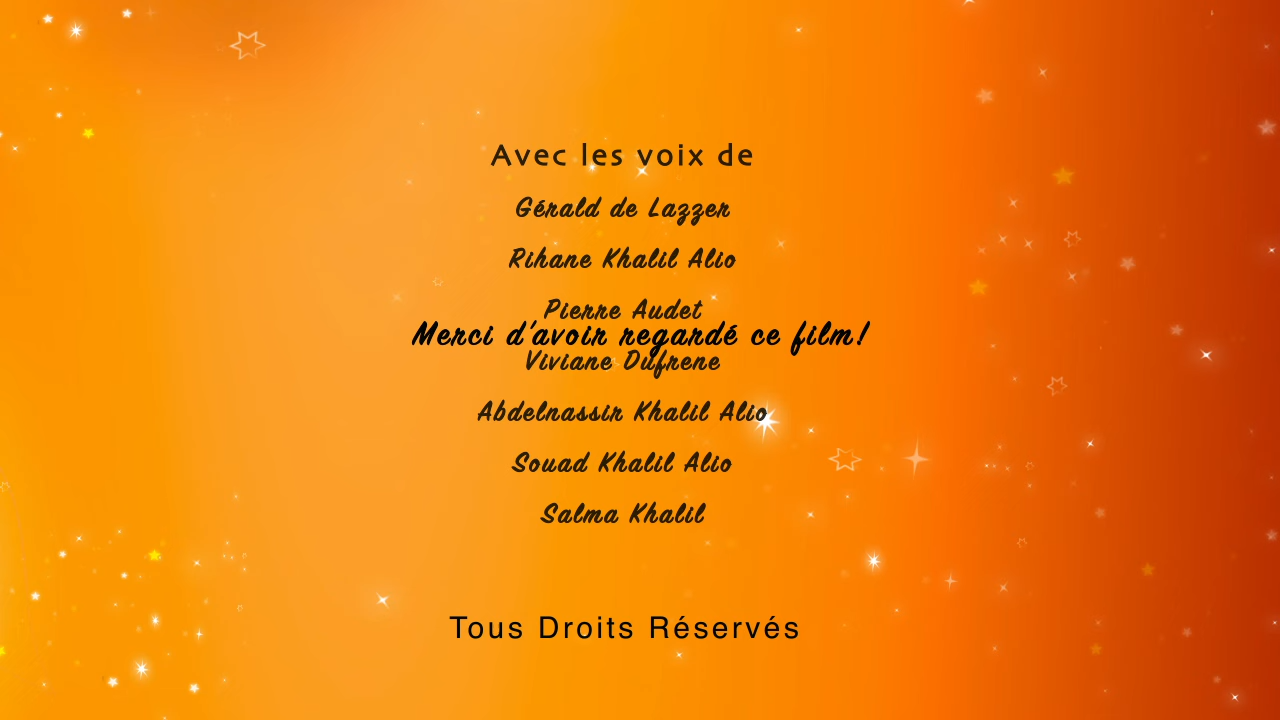 Avec les voix de
Gérald de Lazzer
Rihane Khalil Alio
Pierre Audet
Merci d'avoir regardé ce film!
Viviane Dufrene
Abdelnassir Khalil Alio
Souad Khalil Alio
Salma Khalil
Tous Droits Réservés